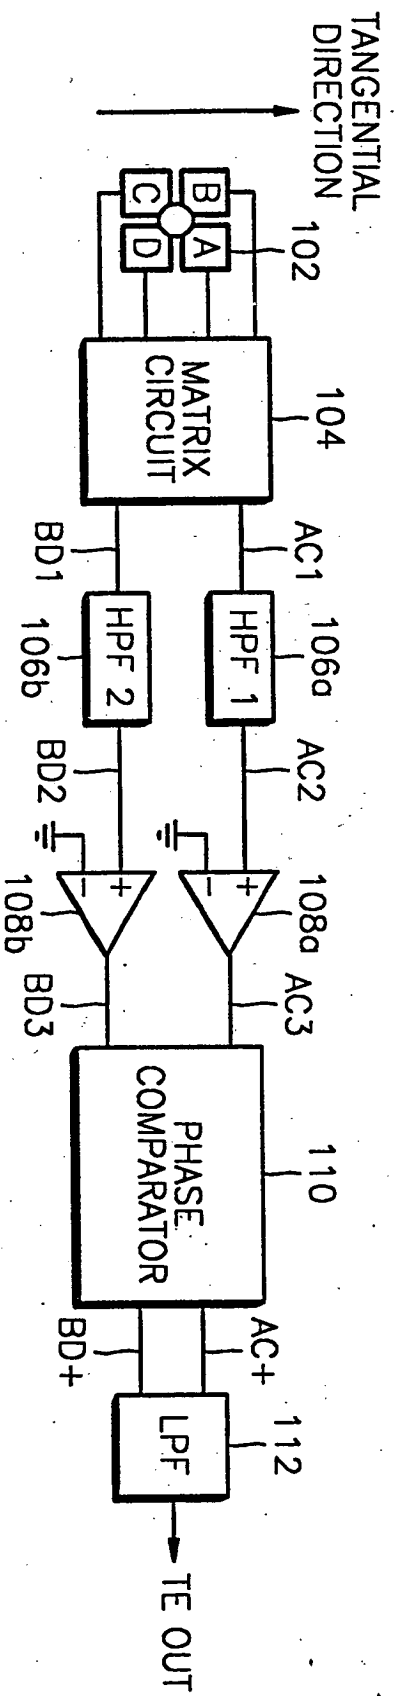 TANGENTIAL
DIRECTION
B
A
C
D
102
MATRIX
CIRCUIT
104
AC1
BD1
HPF 1
106a
HPF 2
106b
AC2
BD2
+
−
108a
+
−
108b
AC3
BD3
PHASE
COMPARATOR
110
AC+
BD+
LPF
112
TE OUT